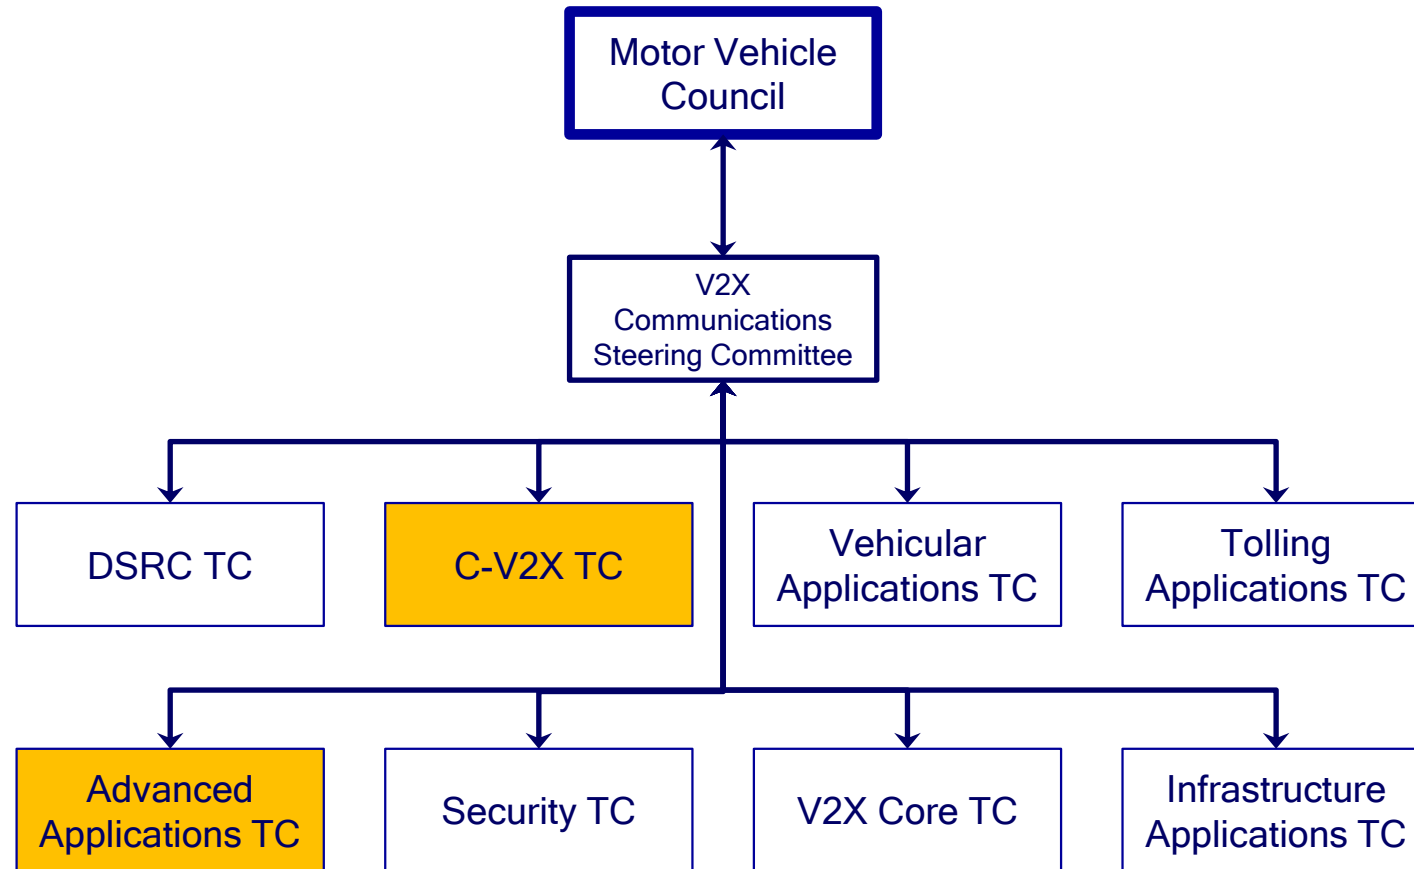 Motor Vehicle
Council
V2X
Communications
Steering Committee
DSRC TC
C-V2X TC
Vehicular
Applications TC
Tolling
Applications TC
Advanced
Applications TC
Security TC
V2X Core TC
Infrastructure
Applications TC